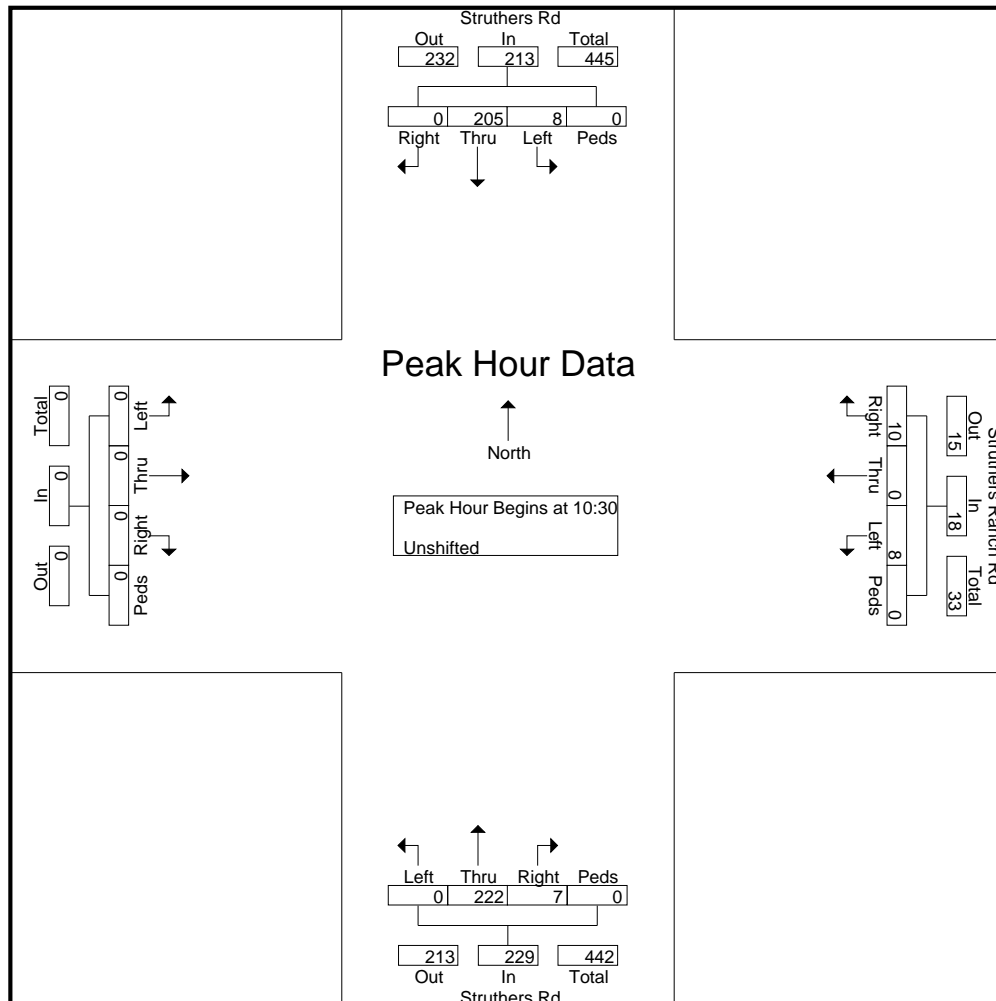 Struthers Rd
Out In Total
232 213 445
0 205 8 0
Right Thru Left Peds
Peak Hour Data
North
Peak Hour Begins at 10:30
Unshifted
Total In Out
0 0 0
0 0 0 0
Left Thru Right Peds
Struthers Ranch Rd
Out In Total
15 18 33
10 0 8 0
Right Thru Left Peds
Left Thru Right Peds
0 222 7 0
213 229 442
Out In Total
Struthers Rd